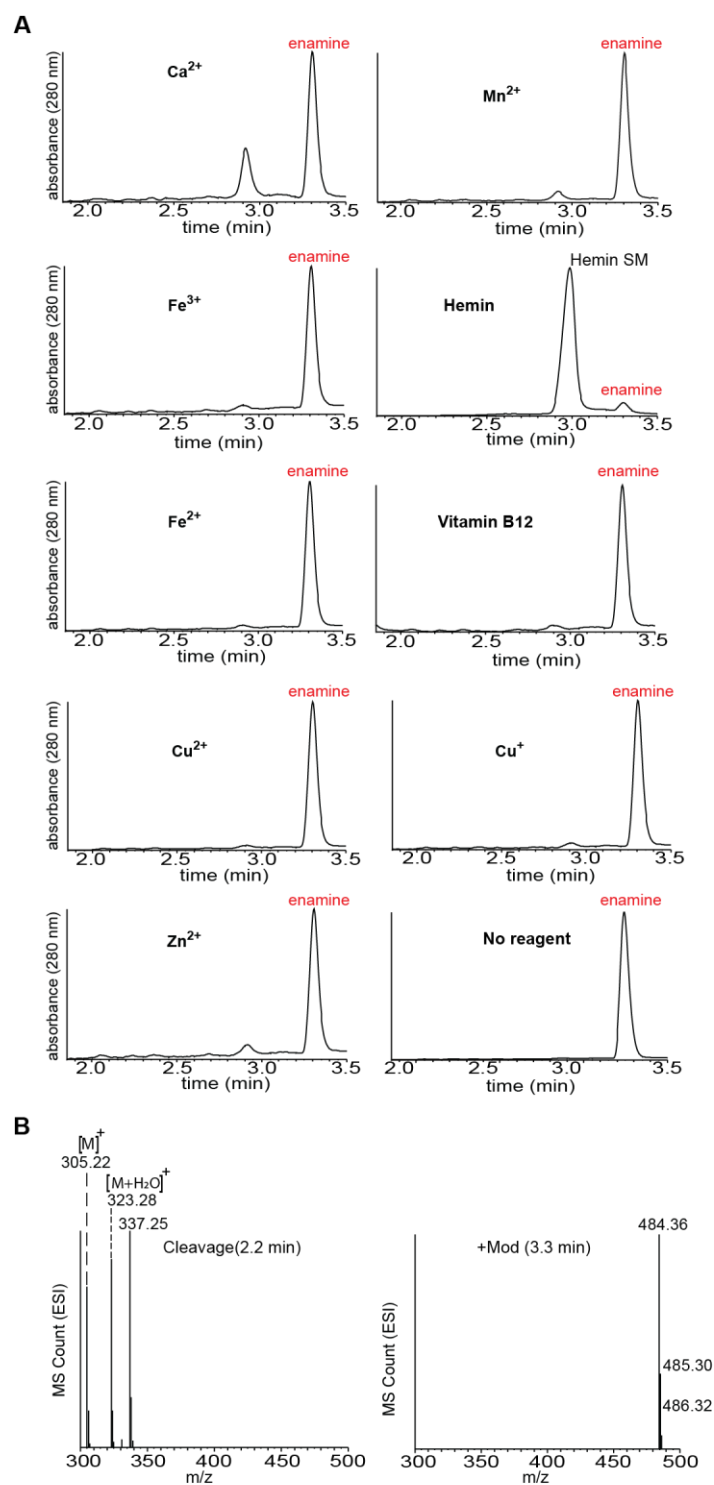 A
enamine
Ca²⁺
absorbance (280 nm)
2.0 2.5 3.0 3.5
time (min)
enamine
Mn²⁺
2.0 2.5 3.0 3.5
time (min)
enamine
Fe³⁺
absorbance (280 nm)
2.0 2.5 3.0 3.5
time (min)
Hemin SM
Hemin
enamine
2.0 2.5 3.0 3.5
time (min)
enamine
Fe²⁺
absorbance (280 nm)
2.0 2.5 3.0 3.5
time (min)
enamine
Vitamin B12
2.0 2.5 3.0 3.5
time (min)
enamine
Cu²⁺
absorbance (280 nm)
2.0 2.5 3.0 3.5
time (min)
enamine
Cu⁺
2.0 2.5 3.0 3.5
time (min)
enamine
Zn²⁺
absorbance (280 nm)
2.0 2.5 3.0 3.5
time (min)
enamine
No reagent
2.0 2.5 3.0 3.5
time (min)
B
[M]⁺
305.22
[M+H₂O]⁺
323.28
337.25
Cleavage(2.2 min)
MS Count (ESI)
300 350 400 450 500
m/z
484.36
+Mod (3.3 min)
485.30
486.32
MS Count (ESI)
300 350 400 450 500
m/z